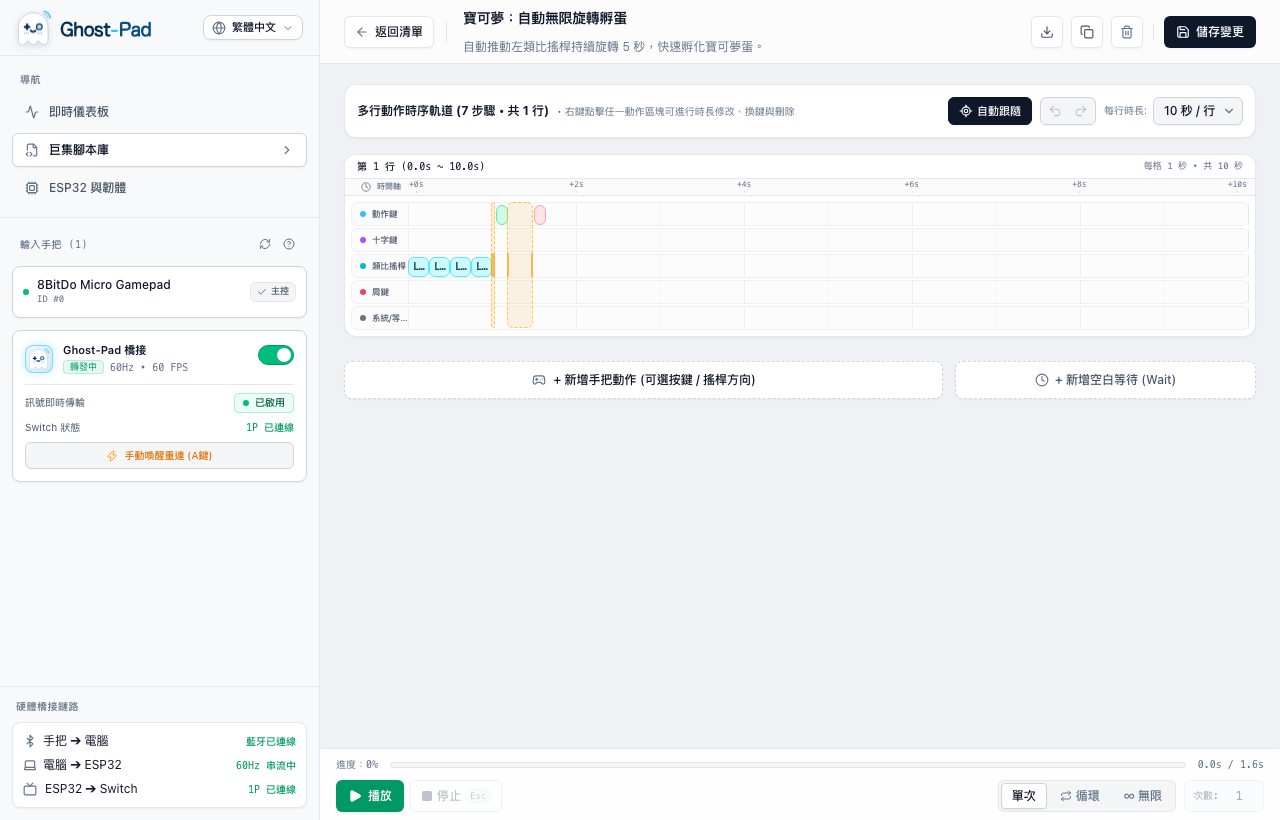 Ghost-Pad
繁體中文
導航
即時儀表板
巨集腳本庫
ESP32 與韌體
輸入手把 (1)
8BitDo Micro Gamepad
ID #0
主控
Ghost-Pad 橋接
轉發中 60Hz • 60 FPS
訊號即時傳輸
已啟用
Switch 狀態
1P 已連線
手動喚醒重連 (A鍵)
硬體橋接鏈路
手把 ➔ 電腦
藍牙已連線
電腦 ➔ ESP32
60Hz 串流中
ESP32 ➔ Switch
1P 已連線
返回清單
寶可夢：自動無限旋轉孵蛋
自動推動左類比搖桿持續旋轉 5 秒，快速孵化寶可夢蛋。
儲存變更
多行動作時序軌道 (7 步驟 • 共 1 行)
• 右鍵點擊任一動作區塊可進行時長修改、換鍵與刪除
自動跟隨
每行時長:
10 秒 / 行
第 1 行 (0.0s ~ 10.0s)
每格 1 秒 • 共 10 秒
時間軸
+0s
+2s
+4s
+6s
+8s
+10s
動作鍵
十字鍵
類比搖桿
L... L... L... L...
肩鍵
系統/等...
+ 新增手把動作 (可選按鍵 / 搖桿方向)
+ 新增空白等待 (Wait)
進度：0%
0.0s / 1.6s
播放
停止 Esc
單次
循環
∞ 無限
次數: 1